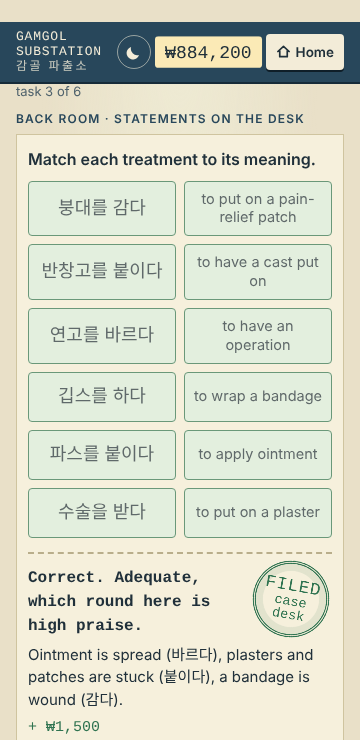 GAMGOL
SUBSTATION
감골 파출소
₩884,200
Home
task 3 of 6
BACK ROOM · STATEMENTS ON THE DESK
Match each treatment to its meaning.
붕대를 감다
to put on a pain-
relief patch
반창고를 붙이다
to have a cast put
on
연고를 바르다
to have an
operation
깁스를 하다
to wrap a bandage
파스를 붙이다
to apply ointment
수술을 받다
to put on a plaster
Correct. Adequate,
which round here is
high praise.
FILED
case
desk
Ointment is spread (바르다), plasters and
patches are stuck (붙이다), a bandage is
wound (감다).
+ ₩1,500